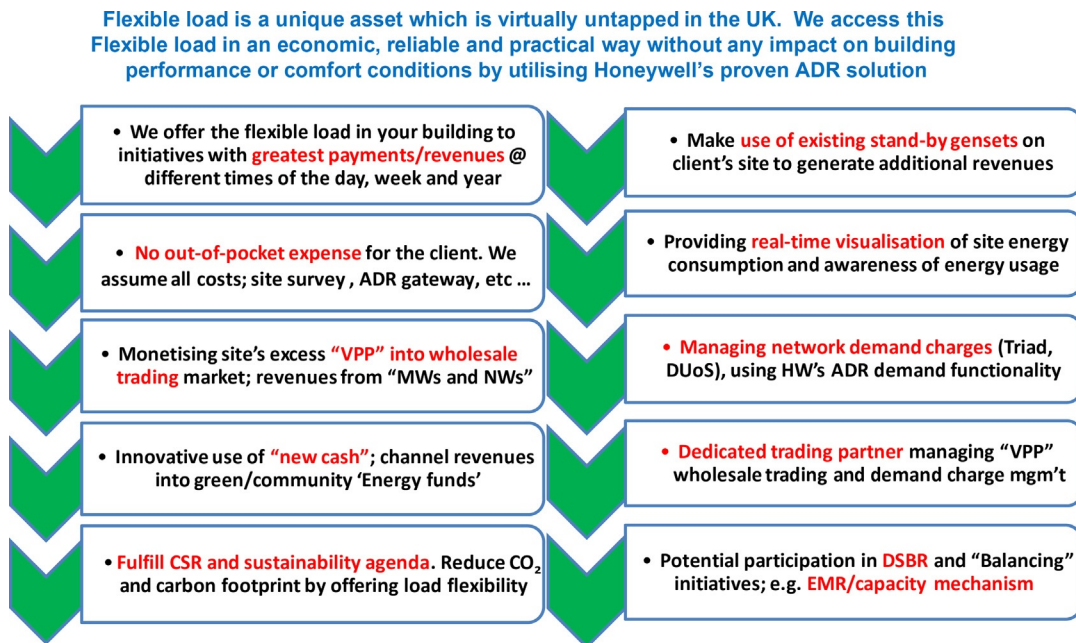 Flexible load is a unique asset which is virtually untapped in the UK. We access this
Flexible load in an economic, reliable and practical way without any impact on building
performance or comfort conditions by utilising Honeywell's proven ADR solution
• We offer the flexible load in your building to
initiatives with greatest payments/revenues @
different times of the day, week and year
• No out-of-pocket expense for the client. We
assume all costs; site survey , ADR gateway, etc ...
• Monetising site's excess "VPP" into wholesale
trading market; revenues from "MWs and NWs"
• Innovative use of "new cash"; channel revenues
into green/community 'Energy funds'
• Fulfill CSR and sustainability agenda. Reduce CO₂
and carbon footprint by offering load flexibility
• Make use of existing stand-by gensets on
client's site to generate additional revenues
• Providing real-time visualisation of site energy
consumption and awareness of energy usage
• Managing network demand charges (Triad,
DUoS), using HW's ADR demand functionality
• Dedicated trading partner managing "VPP"
wholesale trading and demand charge mgm't
• Potential participation in DSBR and "Balancing"
initiatives; e.g. EMR/capacity mechanism